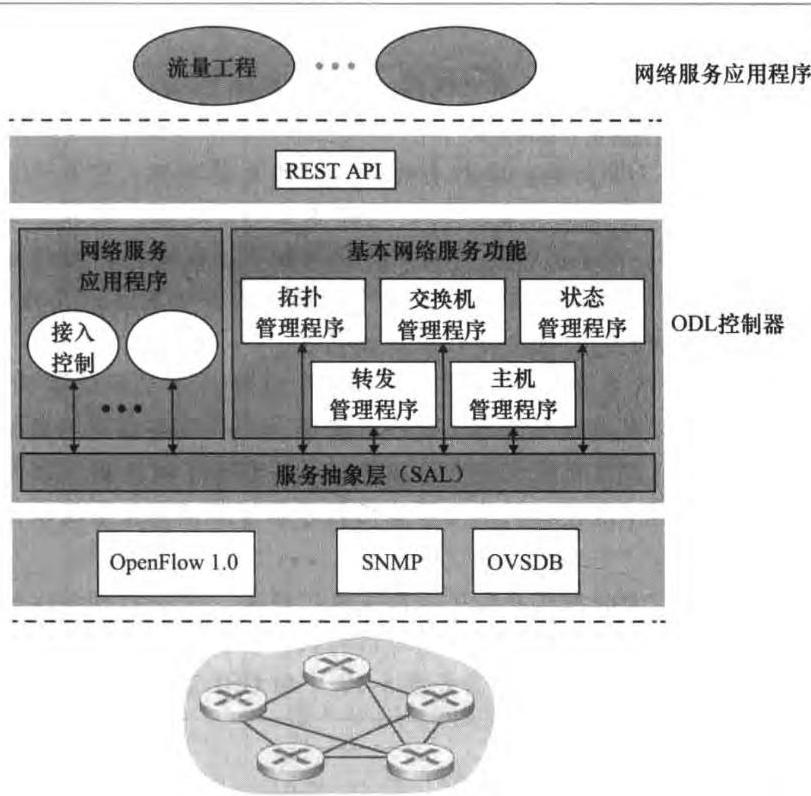 流量工程
网络服务应用程序
REST API
网络服务
应用程序
基本网络服务功能
拓扑
管理程序
交换机
管理程序
状态
管理程序
ODL控制器
接入
控制
转发
管理程序
主机
管理程序
服务抽象层（SAL）
OpenFlow 1.0
SNMP
OVSDB